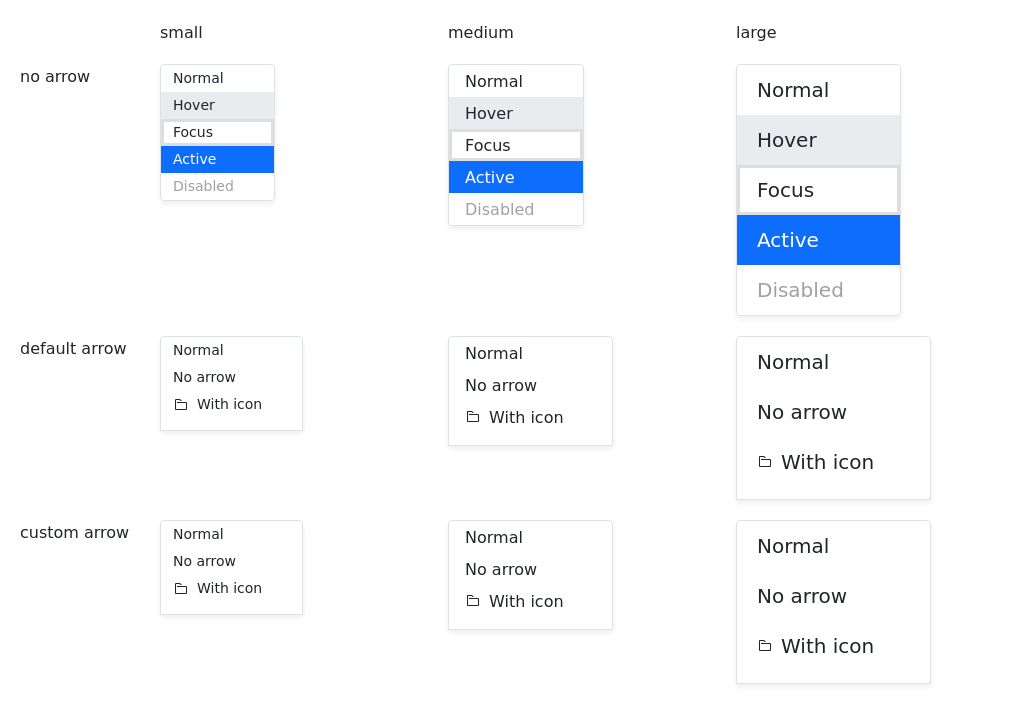 small medium large
no arrow
Normal Normal Normal
Hover Hover Hover
Focus Focus Focus
Active Active Active
Disabled Disabled Disabled
default arrow
Normal Normal Normal
No arrow No arrow No arrow
With icon With icon With icon
custom arrow
Normal Normal Normal
No arrow No arrow No arrow
With icon With icon With icon